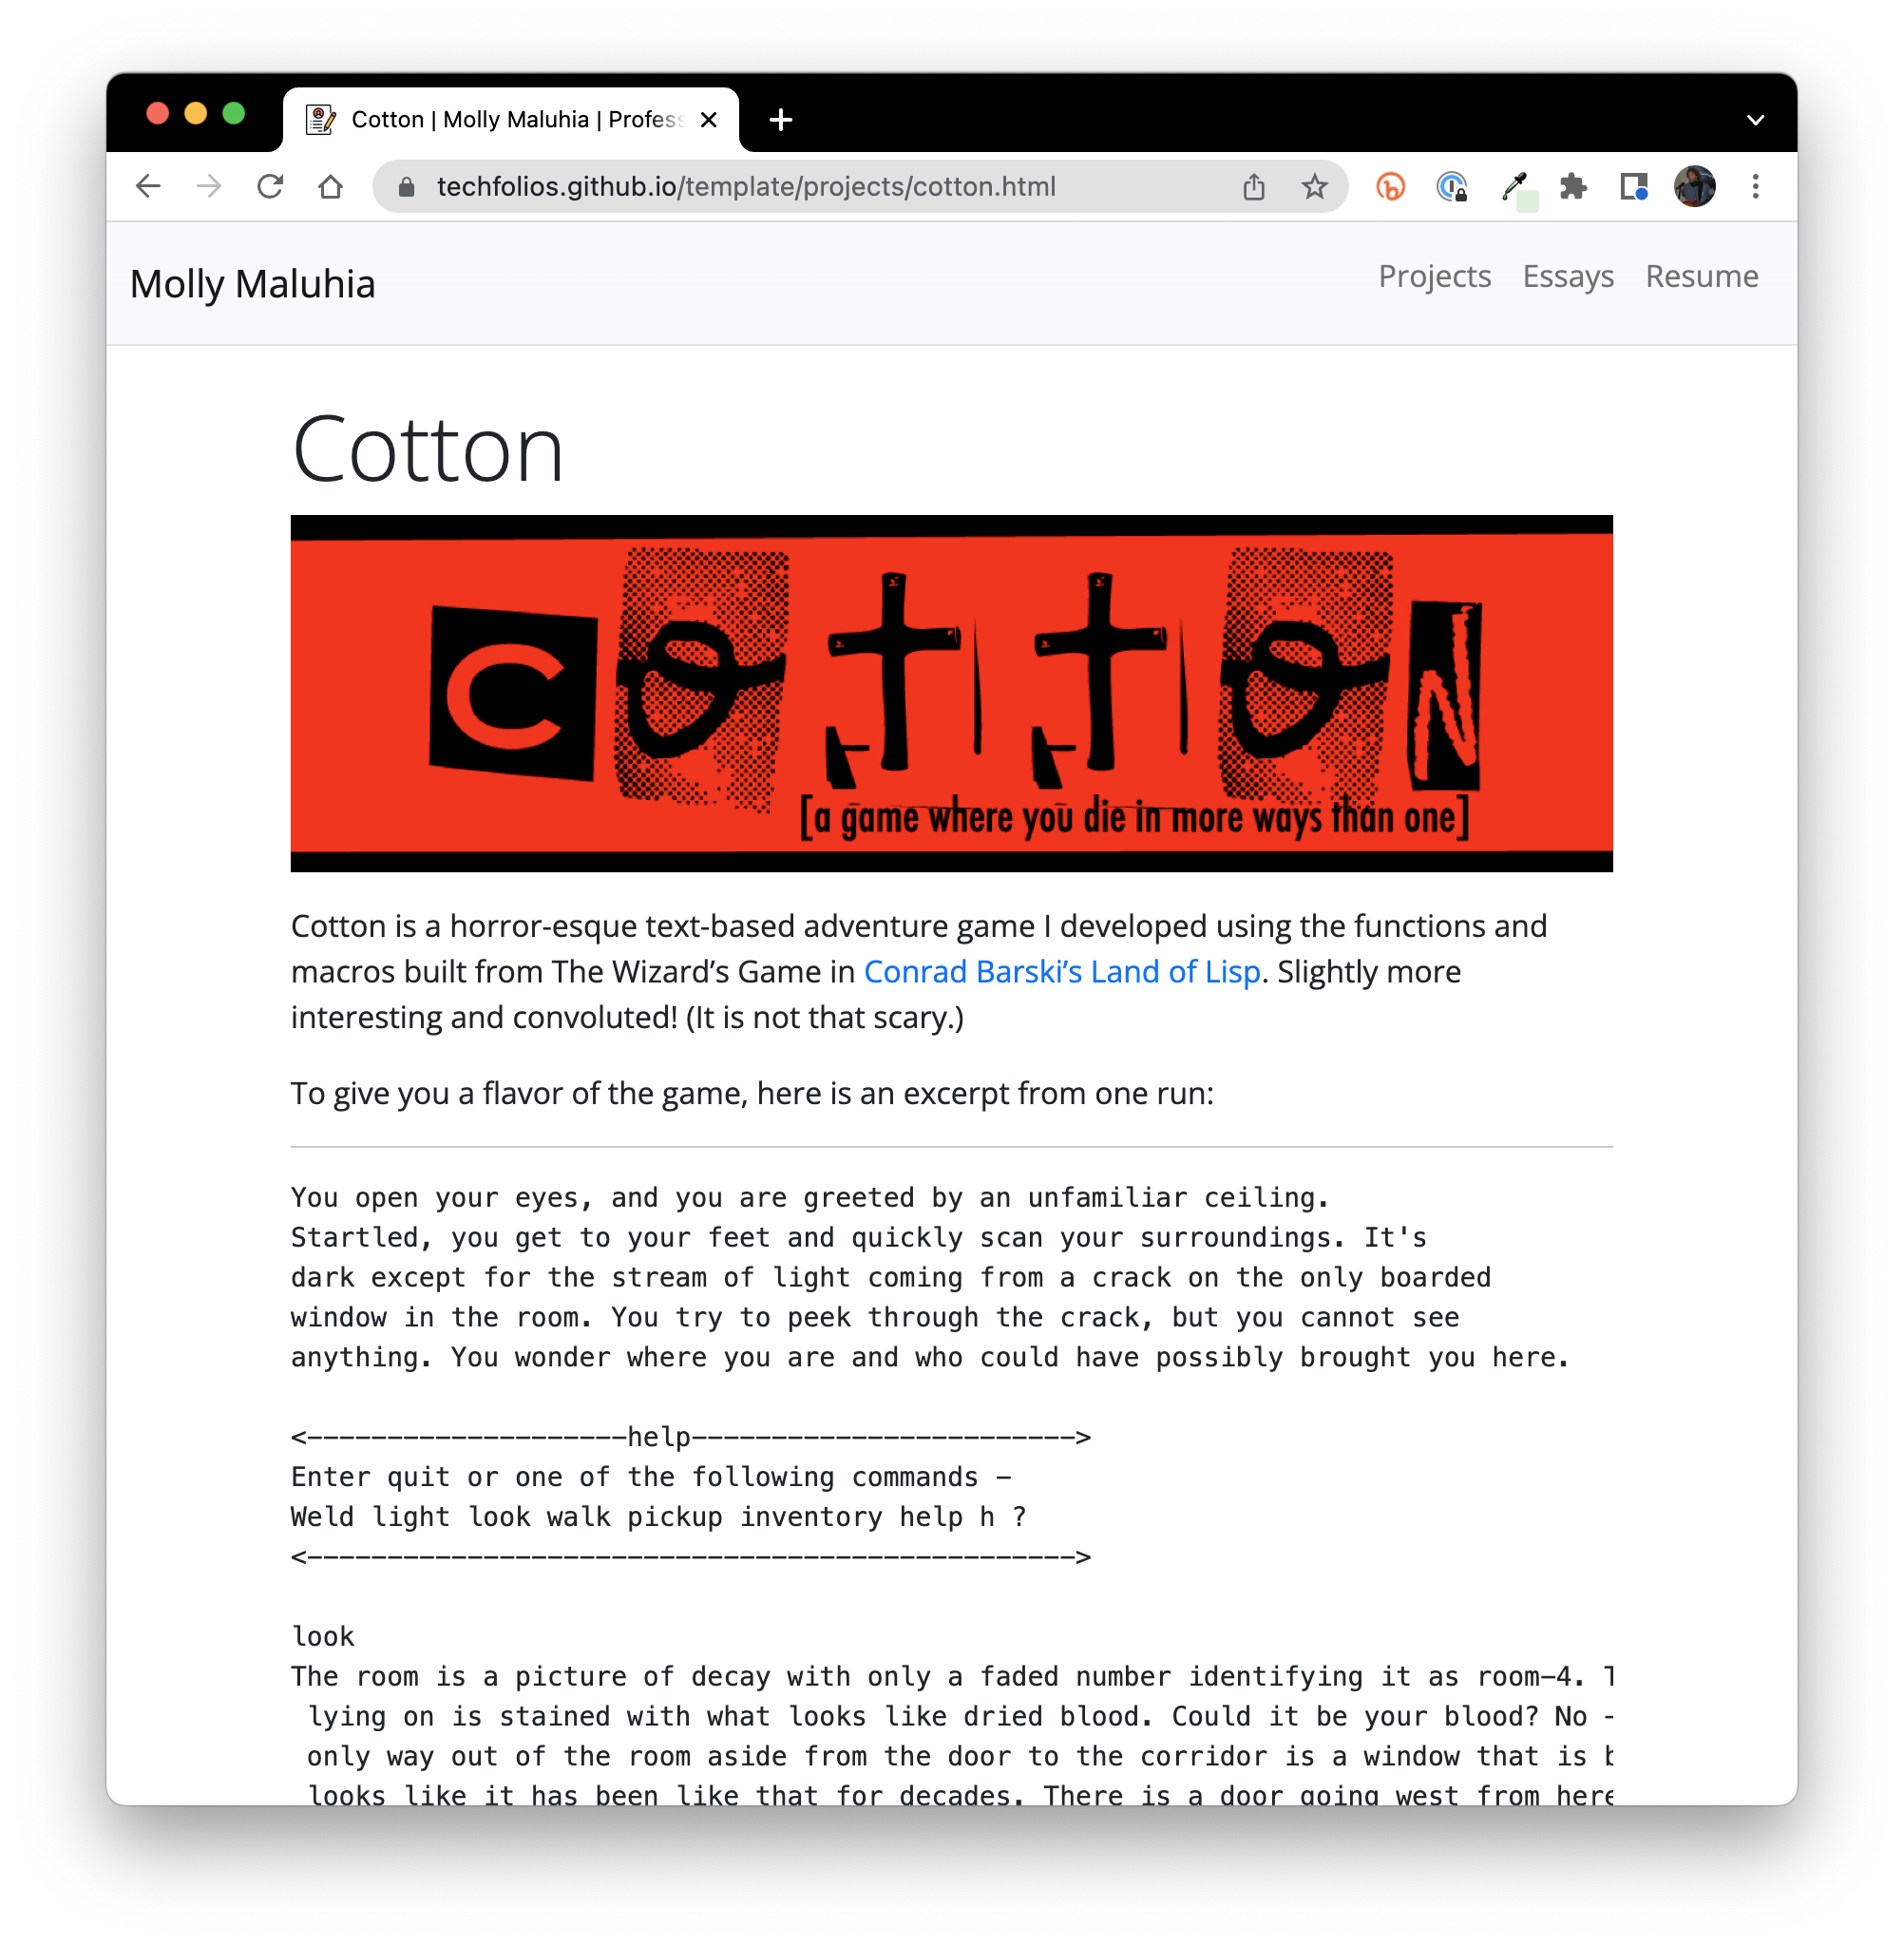 Cotton | Molly Maluhia | Profess
techfolios.github.io/template/projects/cotton.html
Molly Maluhia
Projects Essays Resume
Cotton
COTTON
[a game where you die in more ways than one]
Cotton is a horror-esque text-based adventure game I developed using the functions and
macros built from The Wizard’s Game in Conrad Barski’s Land of Lisp. Slightly more
interesting and convoluted! (It is not that scary.)
To give you a flavor of the game, here is an excerpt from one run:
You open your eyes, and you are greeted by an unfamiliar ceiling.
Startled, you get to your feet and quickly scan your surroundings. It's
dark except for the stream of light coming from a crack on the only boarded
window in the room. You try to peek through the crack, but you cannot see
anything. You wonder where you are and who could have possibly brought you here.
<--------------------help------------------------>
Enter quit or one of the following commands -
Weld light look walk pickup inventory help h ?
<------------------------------------------------>
look
The room is a picture of decay with only a faded number identifying it as room-4. T
lying on is stained with what looks like dried blood. Could it be your blood? No -
only way out of the room aside from the door to the corridor is a window that is b
looks like it has been like that for decades. There is a door going west from here